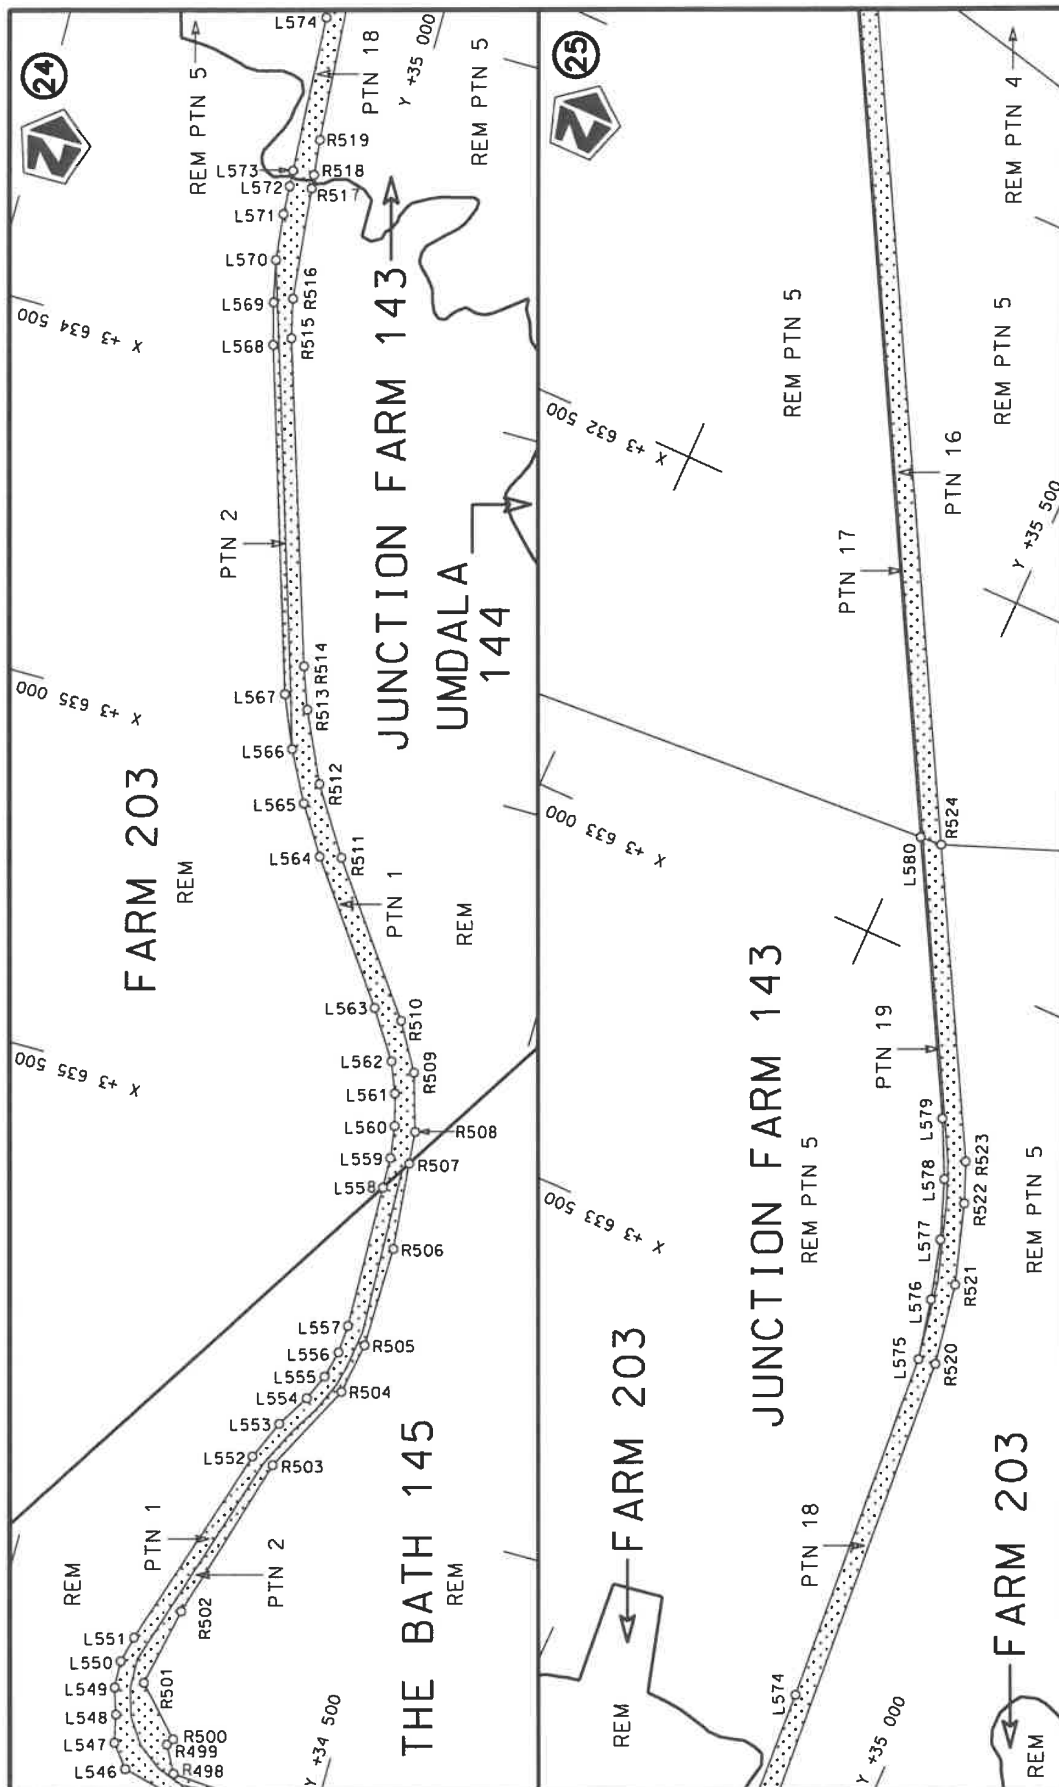 24
N
REM PTN 5
L574
PTN 18
Y +35 000
REM PTN 5
R519
L573
R518
L572
R517
L571
L570
R516
L569
R515
L568
X +3 634 500
JUNCTION FARM 143
UMDALA
144
PTN 2
L567
R514
R513
X +3 635 000
L566
R512
L565
L564
R511
FARM 203
REM
PTN 1
REM
L563
R510
L562
R509
L561
X +3 635 500
L560
R508
L559
R507
L558
R506
L557
R505
L556
L555
R504
L554
L553
L552
R503
PTN 1
PTN 2
REM
REM
THE BATH 145
R502
L551
L550
R501
L549
L548
R500
L547
R499
L546
R498
Y +34 500
25
N
REM PTN 4
REM PTN 5
REM PTN 5
X +3 632 500
PTN 16
PTN 17
Y +35 500
X +3 633 000
L580
R524
JUNCTION FARM 143
PTN 19
L579
R523
L578
R522
REM PTN 5
REM PTN 5
X +3 633 500
L577
R521
L576
L575
R520
FARM 203
PTN 18
FARM 203
L574
REM
Y +35 000
REM